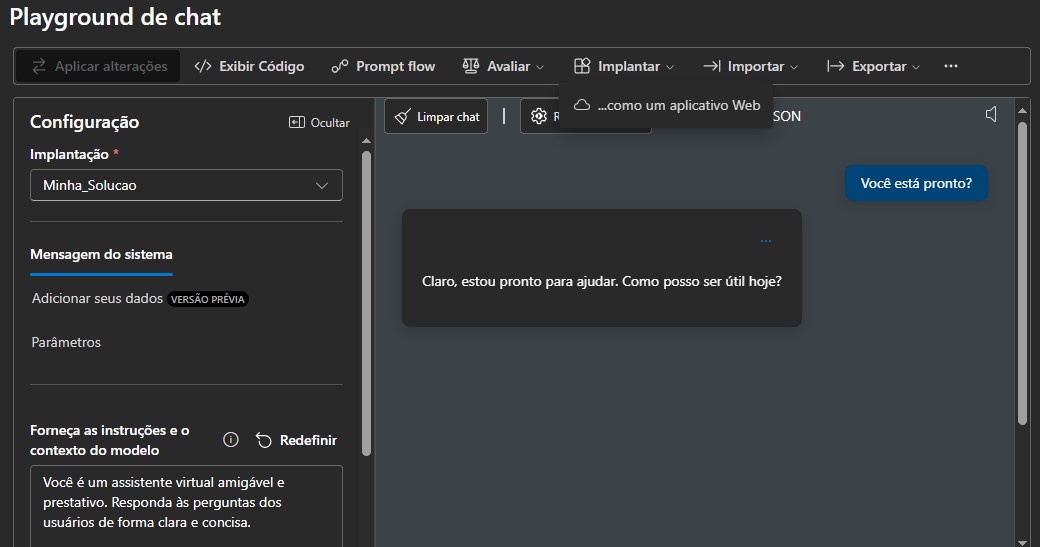 Playground de chat
Aplicar alterações Exibir Código Prompt flow Avaliar Implantar Importar Exportar ...
...como um aplicativo Web
Configuração Ocultar
Limpar chat
Implantação *
Minha_Solucao
Você está pronto?
Mensagem do sistema
...
Adicionar seus dados VERSÃO PRÉVIA
Claro, estou pronto para ajudar. Como posso ser útil hoje?
Parâmetros
Forneça as instruções e o
contexto do modelo
Redefinir
Você é um assistente virtual amigável e
prestativo. Responda às perguntas dos
usuários de forma clara e concisa.